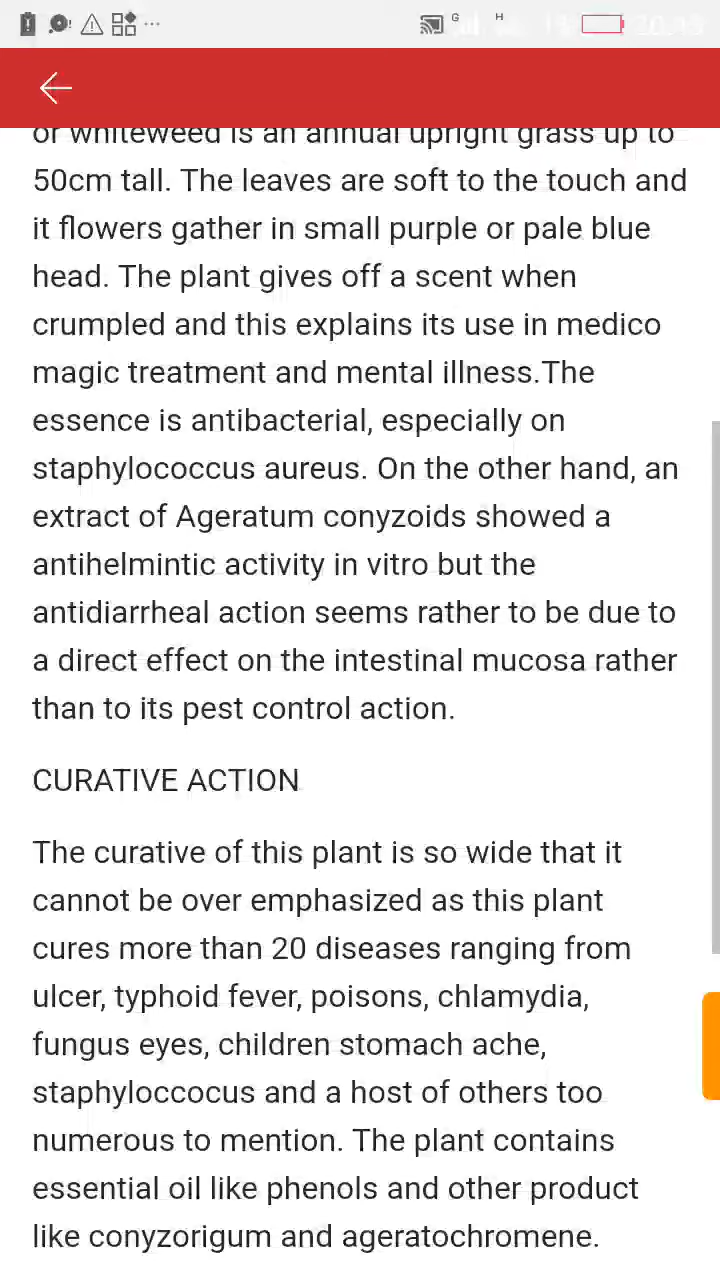 G H
or whiteweed is an annual upright grass up to
50cm tall. The leaves are soft to the touch and
it flowers gather in small purple or pale blue
head. The plant gives off a scent when
crumpled and this explains its use in medico
magic treatment and mental illness.The
essence is antibacterial, especially on
staphylococcus aureus. On the other hand, an
extract of Ageratum conyzoids showed a
antihelmintic activity in vitro but the
antidiarrheal action seems rather to be due to
a direct effect on the intestinal mucosa rather
than to its pest control action.
CURATIVE ACTION
The curative of this plant is so wide that it
cannot be over emphasized as this plant
cures more than 20 diseases ranging from
ulcer, typhoid fever, poisons, chlamydia,
fungus eyes, children stomach ache,
staphyloccocus and a host of others too
numerous to mention. The plant contains
essential oil like phenols and other product
like conyzorigum and ageratochromene.